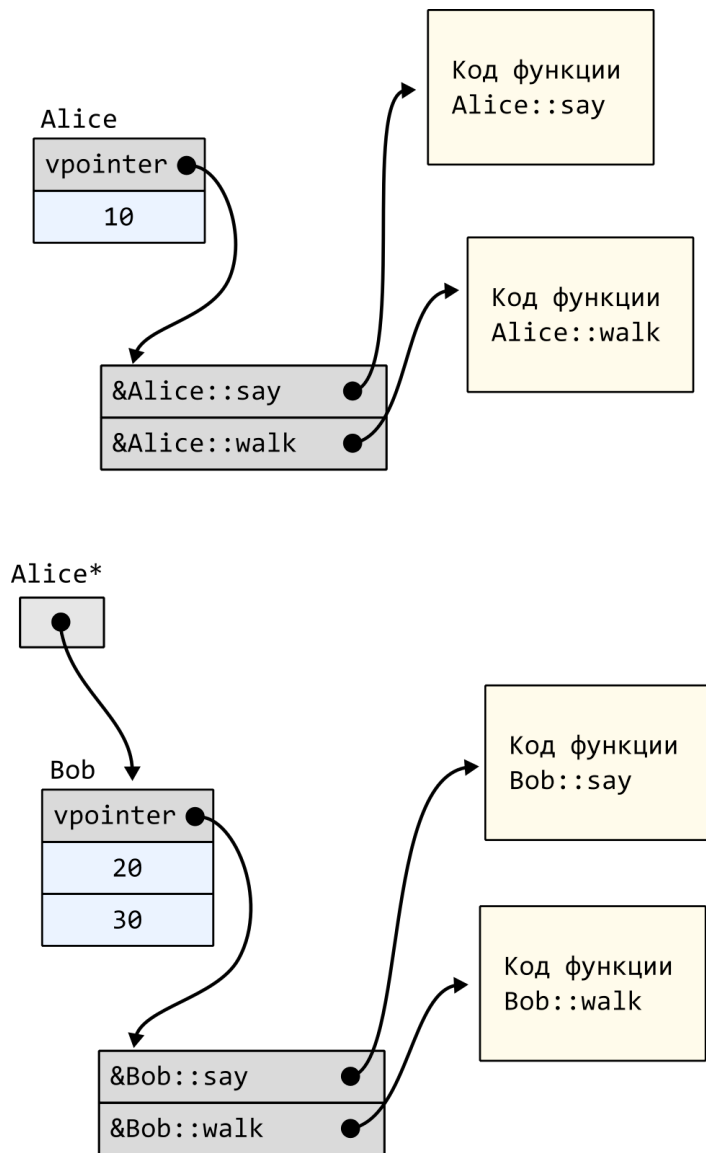 Код функции
Alice::say
Alice
vpointer
10
Код функции
Alice::walk
&Alice::say
&Alice::walk
Alice*
Код функции
Bob::say
Bob
vpointer
20
30
Код функции
Bob::walk
&Bob::say
&Bob::walk